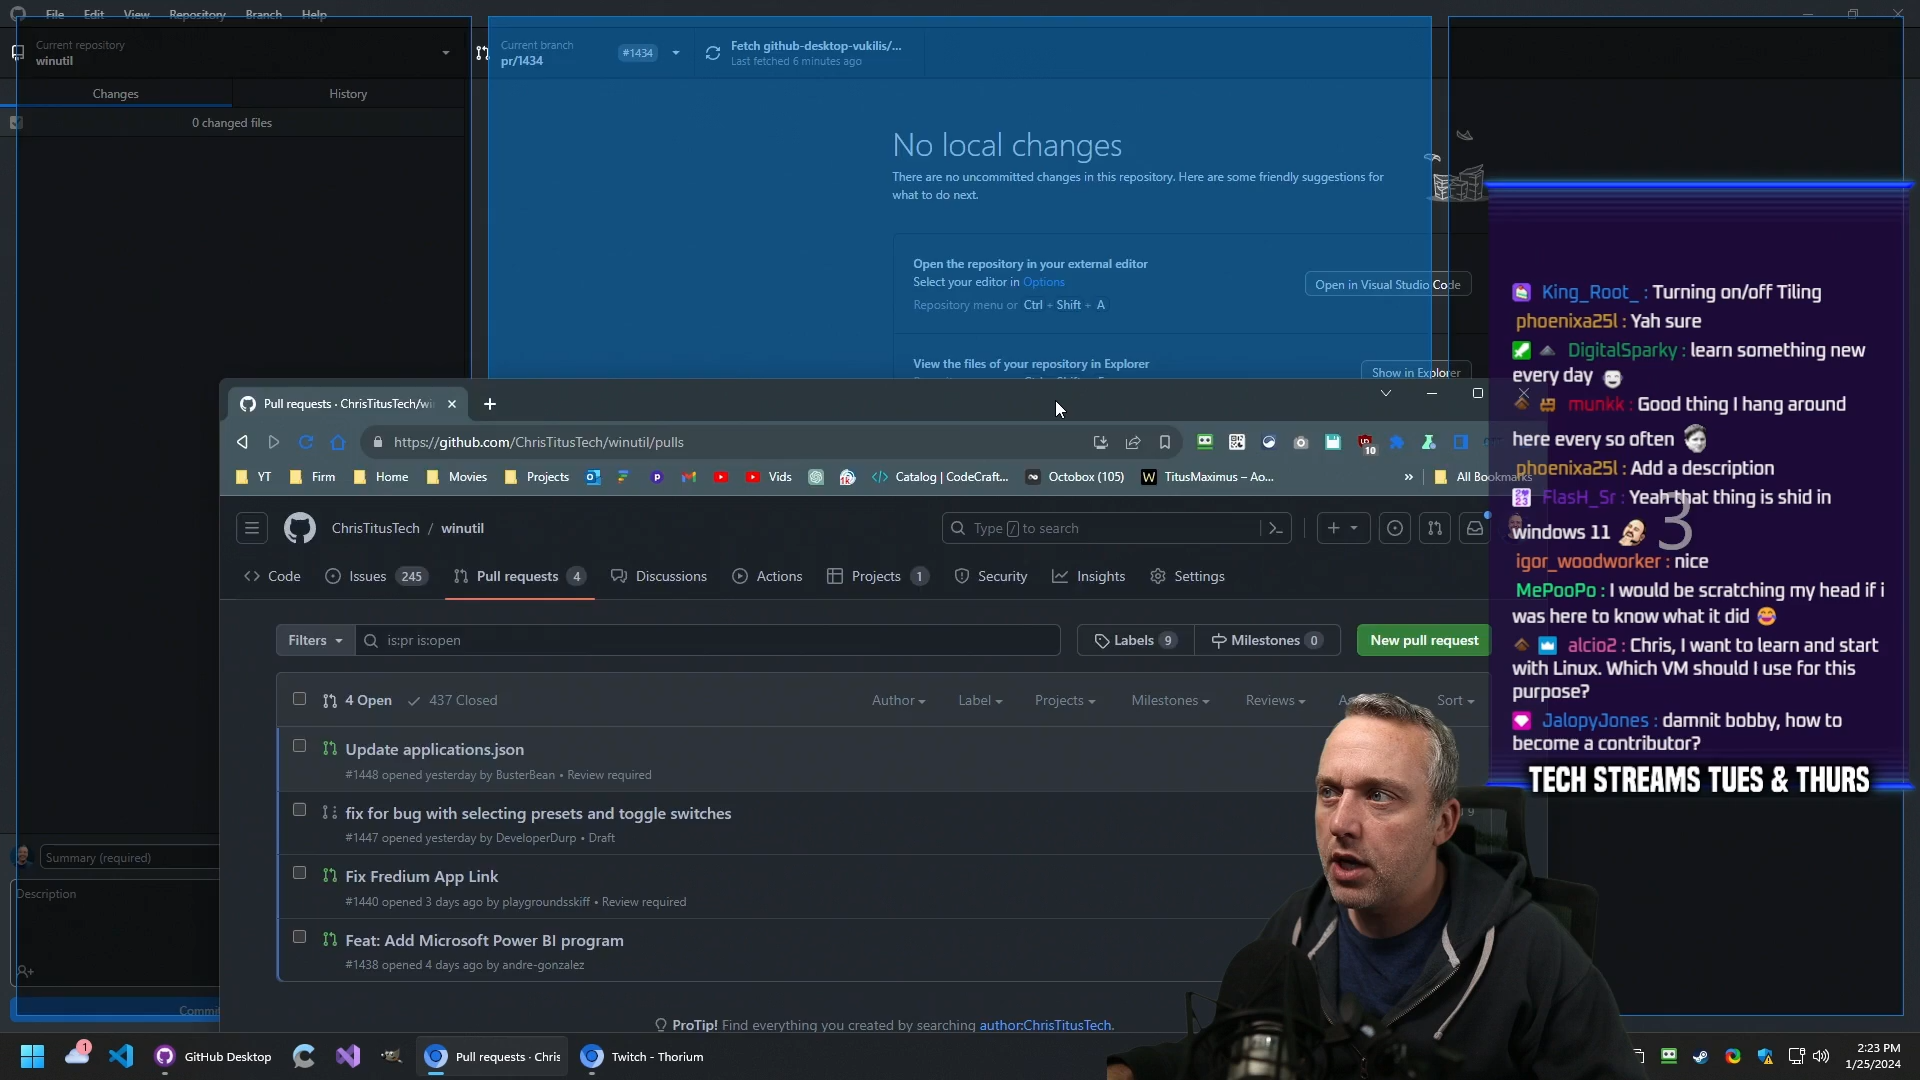 File Edit View Repository Branch Help
Current repository
winutil
Current branch
pr/1434
#1434
Fetch github-desktop-vukilis/...
Last fetched 6 minutes ago
Changes
History
0 changed files
No local changes
There are no uncommitted changes in this repository. Here are some friendly suggestions for
what to do next.
Open the repository in your external editor
Select your editor in Options
Repository menu or Ctrl + Shift + A
Open in Visual Studio Code
View the files of your repository in Explorer
Show in Explorer
Pull requests · ChrisTitusTech/wi
https://github.com/ChrisTitusTech/winutil/pulls
10
YT Firm Home Movies Projects Vids Catalog | CodeCraft... Octobox (105) TitusMaximus – Ao... » All Bookmarks
ChrisTitusTech / winutil
Type / to search
Code Issues 245 Pull requests 4 Discussions Actions Projects 1 Security Insights Settings
Filters is:pr is:open
Labels 9 Milestones 0 New pull request
4 Open 437 Closed
Author Label Projects Milestones Reviews Sort
Update applications.json
#1448 opened yesterday by BusterBean • Review required
fix for bug with selecting presets and toggle switches
#1447 opened yesterday by DeveloperDurp • Draft
Fix Fredium App Link
#1440 opened 3 days ago by playgroundsskiff • Review required
Feat: Add Microsoft Power BI program
#1438 opened 4 days ago by andre-gonzalez
ProTip! Find everything you created by searching author:ChrisTitusTech.
Summary (required)
Description
Commi
King_Root_ : Turning on/off Tiling
phoenixa25l : Yah sure
DigitalSparky : learn something new
every day
munkk : Good thing I hang around
here every so often
phoenixa25l : Add a description
FlasH_Sr : Yeah that thing is shid in
windows 11
3
igor_woodworker : nice
MePooPo : I would be scratching my head if i
was here to know what it did
alcio2 : Chris, I want to learn and start
with Linux. Which VM should I use for this
purpose?
JalopyJones : damnit bobby, how to
become a contributor?
TECH STREAMS TUES & THURS
1
GitHub Desktop
Pull requests · Chris
Twitch - Thorium
2:23 PM
1/25/2024